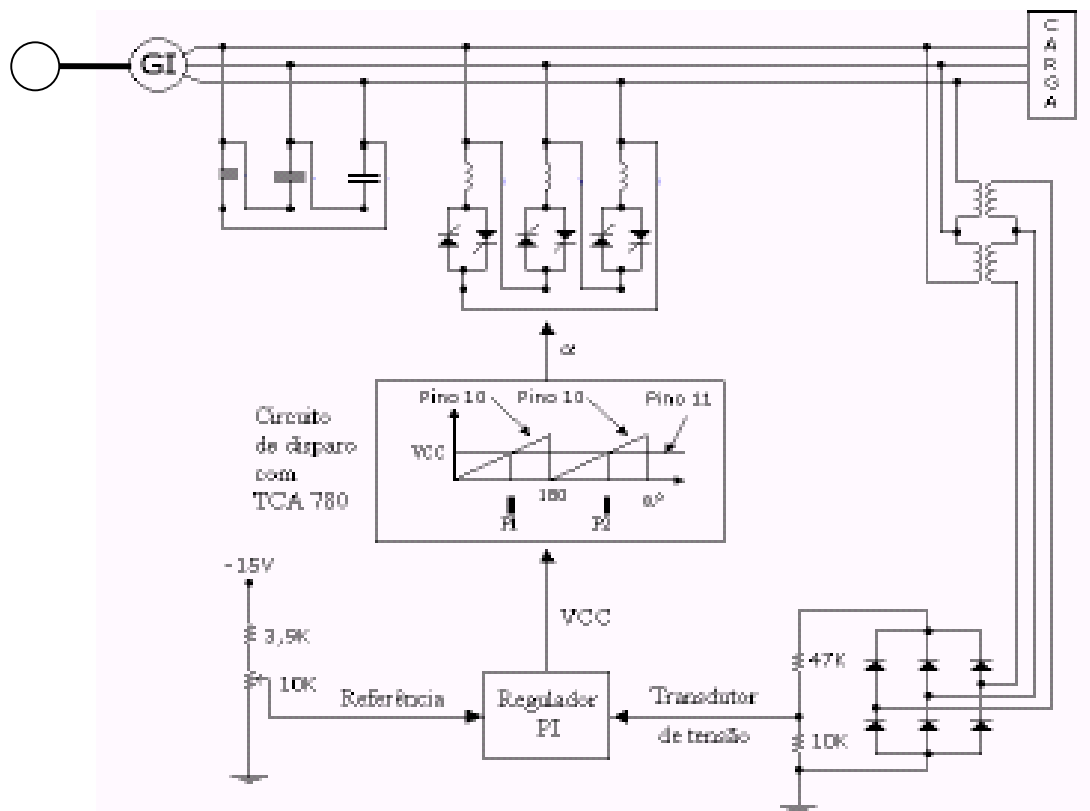 GI
C
A
R
G
A
α
Pino 10
Pino 10
Pino 11
VCC
180
α°
P1
P2
Circuito
de disparo
com
TCA 780
-15V
3,9K
10K
Referência
VCC
Regulador
PI
Transdutor
de tensão
47K
10K